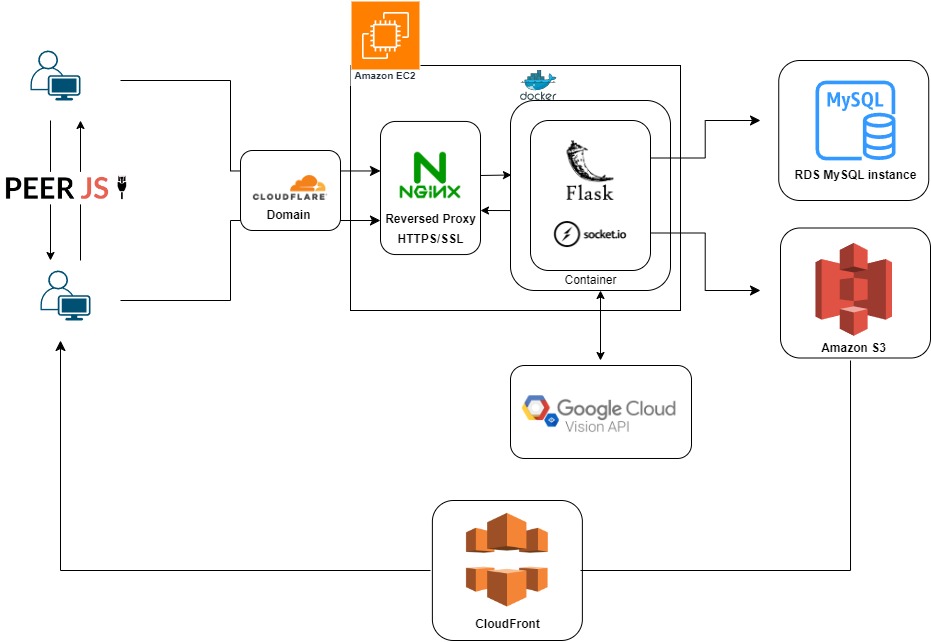 Amazon EC2
docker
MySQL
RDS MySQL instance
PEER JS
CLOUDFLARE
Domain
NGiNX
Reversed Proxy
HTTPS/SSL
Flask
socket.io
Container
Amazon S3
Google Cloud
Vision API
CloudFront